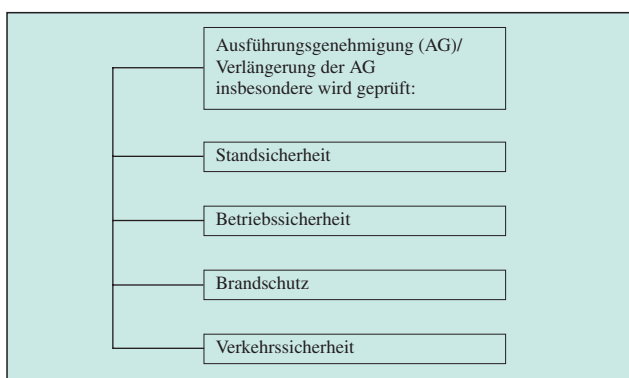 Ausführungsgenehmigung (AG)/
Verlängerung der AG
insbesondere wird geprüft:
Standsicherheit
Betriebssicherheit
Brandschutz
Verkehrssicherheit